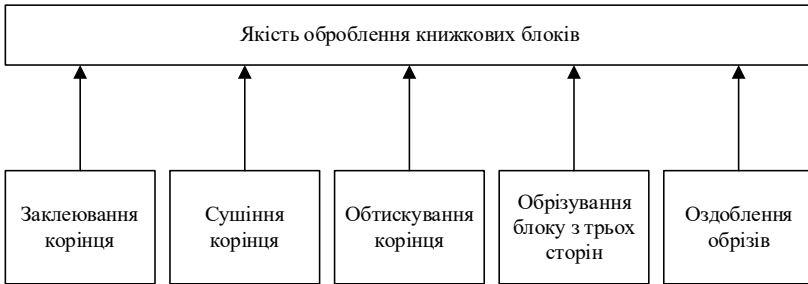 Якість оброблення книжкових блоків
Заклеювання
корінця
Сушіння
корінця
Обтискування
корінця
Обрізування
блоку з трьох
сторін
Оздоблення
обрізів